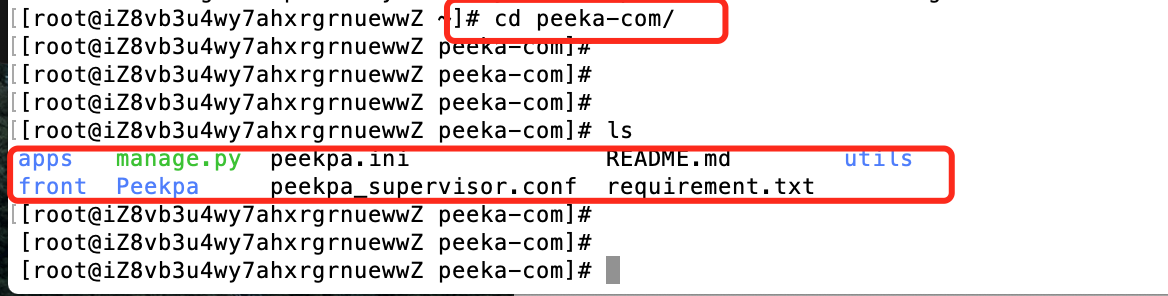 [[root@iZ8vb3u4wy7ahxrgrnuewwZ ~]# cd peeka-com/
[[root@iZ8vb3u4wy7ahxrgrnuewwZ peeka-com]#
[[root@iZ8vb3u4wy7ahxrgrnuewwZ peeka-com]#
[[root@iZ8vb3u4wy7ahxrgrnuewwZ peeka-com]#
[[root@iZ8vb3u4wy7ahxrgrnuewwZ peeka-com]# ls
apps manage.py peekpa.ini README.md utils
front Peekpa peekpa_supervisor.conf requirement.txt
[[root@iZ8vb3u4wy7ahxrgrnuewwZ peeka-com]#
[root@iZ8vb3u4wy7ahxrgrnuewwZ peeka-com]#
[root@iZ8vb3u4wy7ahxrgrnuewwZ peeka-com]#